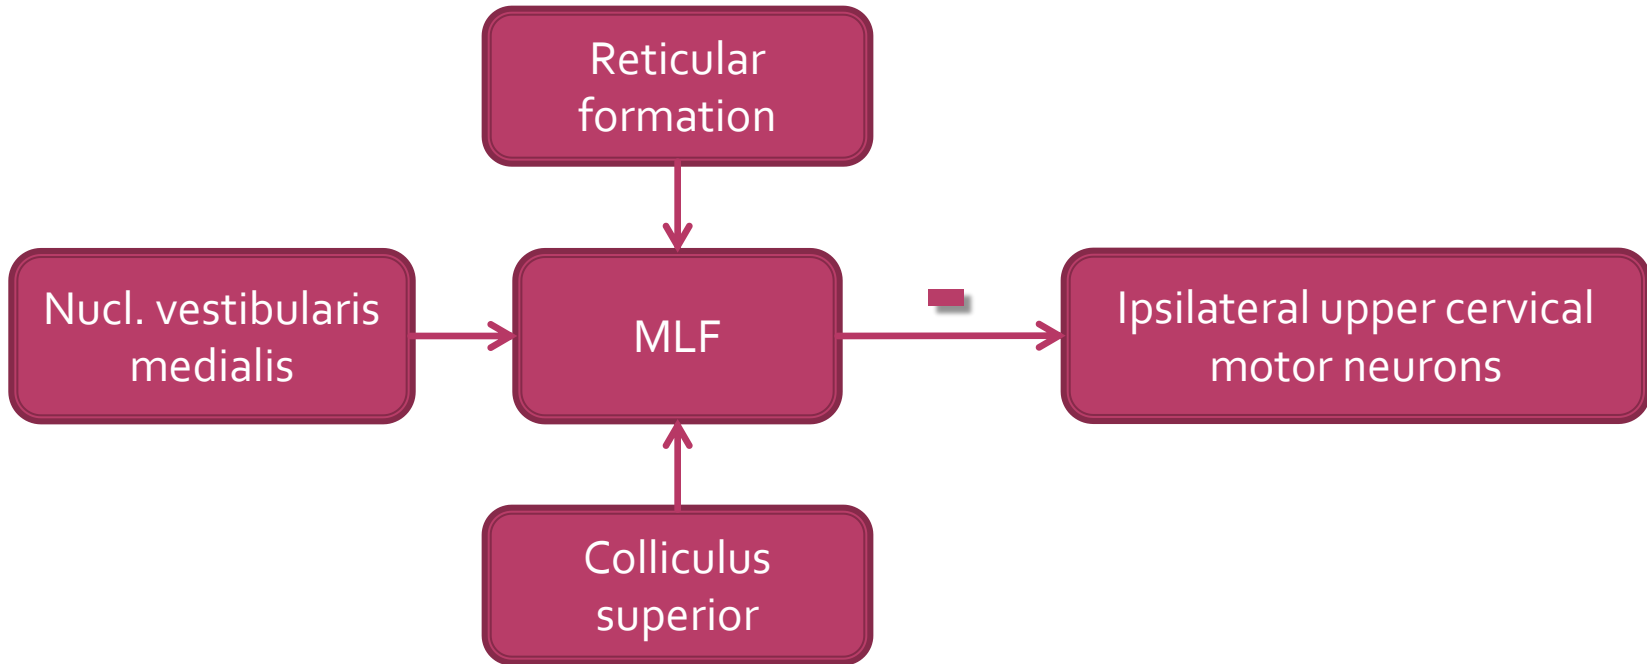 Reticular
formation
Nucl. vestibularis
medialis
MLF
Ipsilateral upper cervical
motor neurons
Colliculus
superior